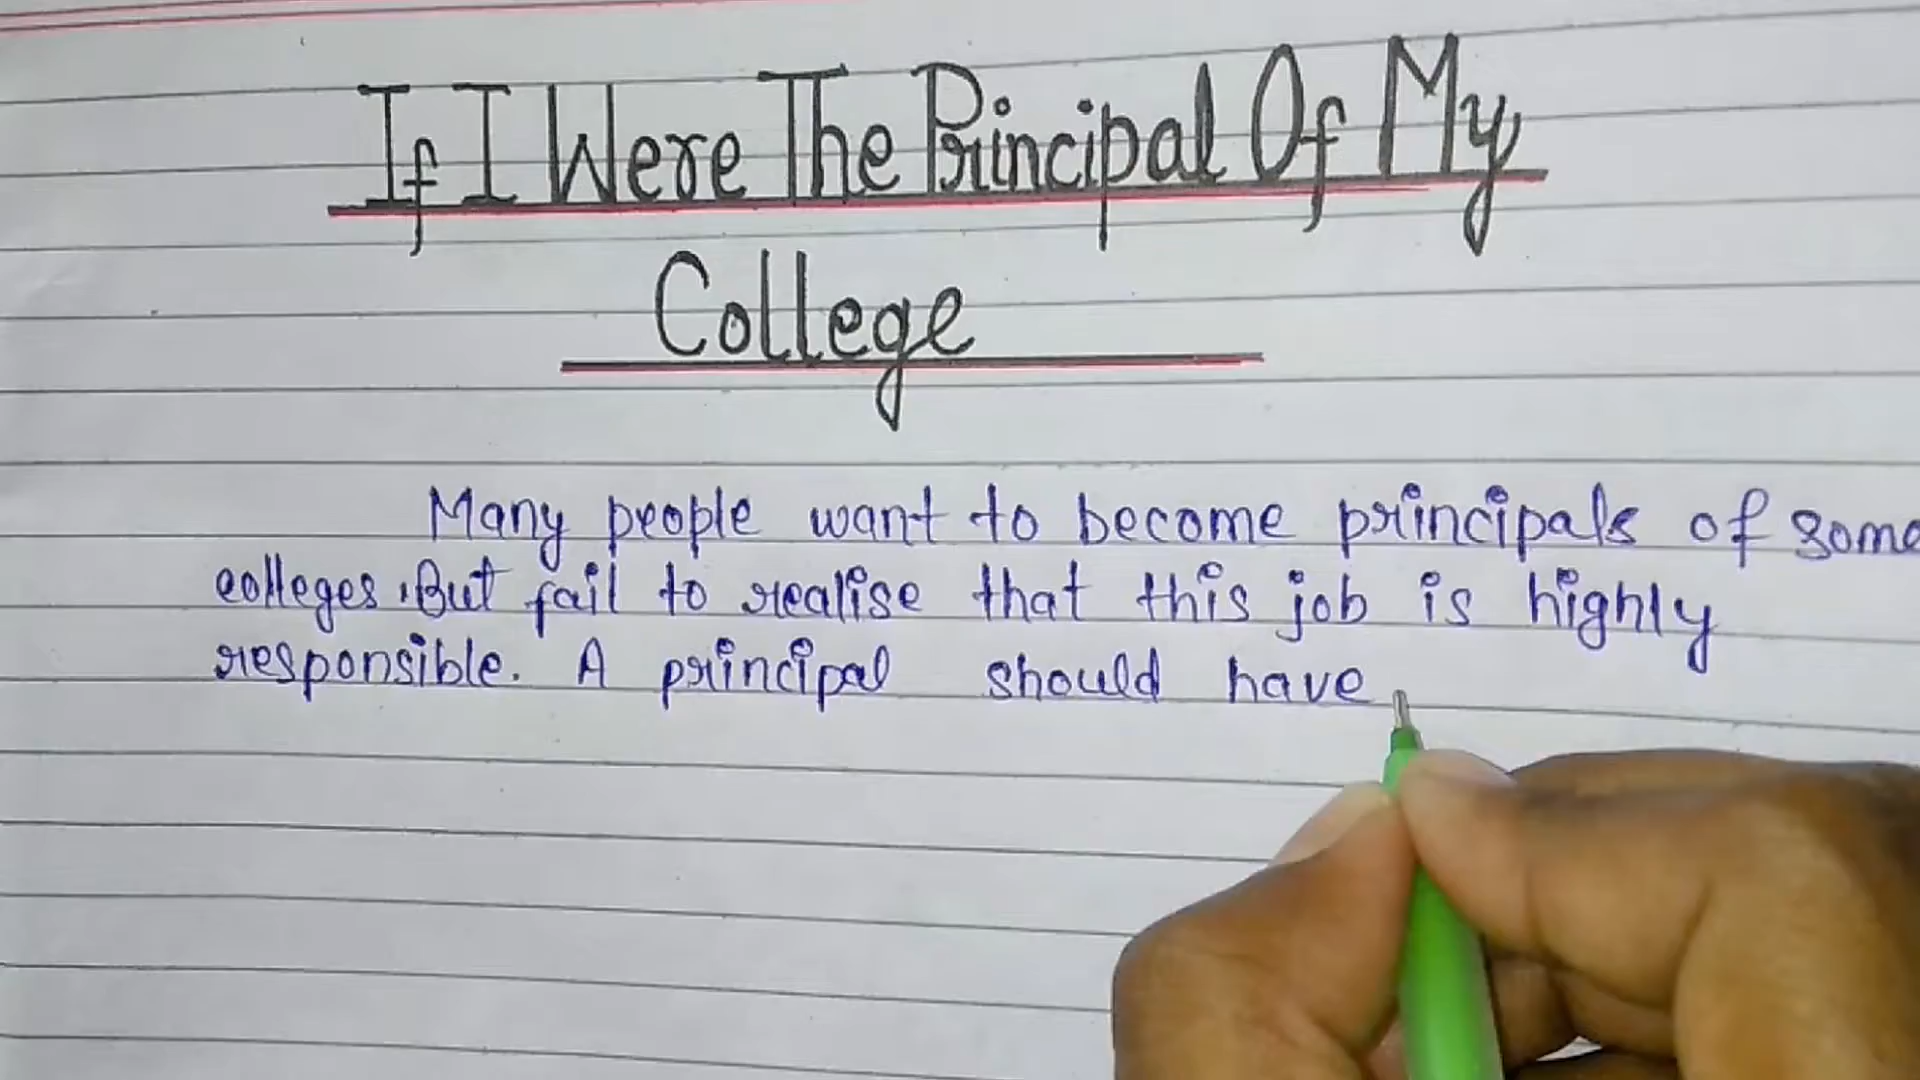 If I Were The Principal Of My
College
Many people want to become principals of some
colleges. But fail to realise that this job is highly
responsible. A principal should have